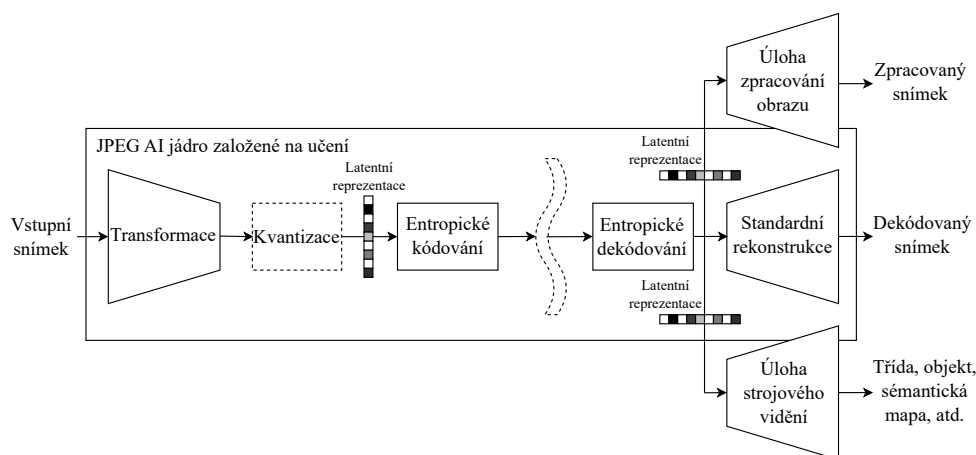 Úloha
zpracování
obrazu
Zpracovaný
snímek
JPEG AI jádro založené na učení
Latentní
reprezentace
Latentní
reprezentace
Vstupní
snímek
Transformace
Kvantizace
Entropické
kódování
Entropické
dekódování
Standardní
rekonstrukce
Dekódovaný
snímek
Latentní
reprezentace
Úloha
strojového
vidění
Třída, objekt,
sémantická
mapa, atd.